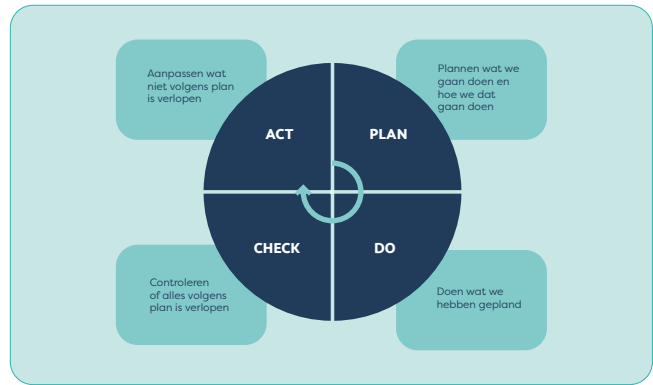 Aanpassen wat
niet volgens plan
is verlopen
Plannen wat we
gaan doen en
hoe we dat
gaan doen
ACT
PLAN
CHECK
DO
Controleren
of alles volgens
plan is verlopen
Doen wat we
hebben gepland